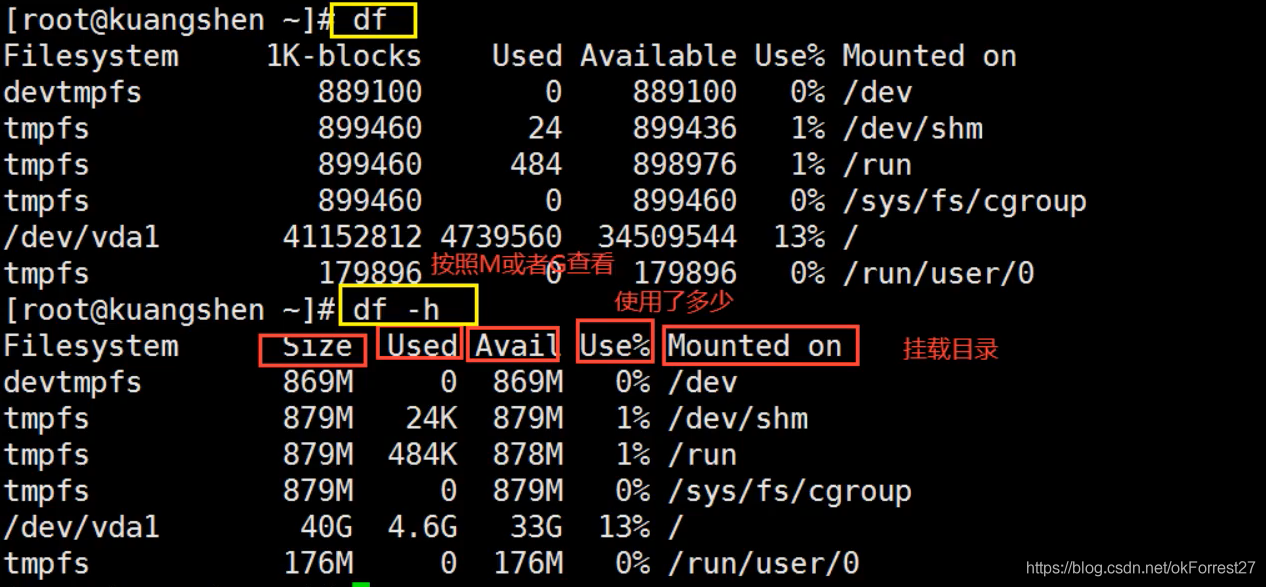 [root@kuangshen ~]# df
Filesystem 1K-blocks Used Available Use% Mounted on
devtmpfs 889100 0 889100 0% /dev
tmpfs 899460 24 899436 1% /dev/shm
tmpfs 899460 484 898976 1% /run
tmpfs 899460 0 899460 0% /sys/fs/cgroup
/dev/vda1 41152812 4739560 34509544 13% /
tmpfs 179896 0 179896 0% /run/user/0
按照M或者G查看
[root@kuangshen ~]# df -h
使用了多少
Filesystem Size Used Avail Use% Mounted on
挂载目录
devtmpfs 869M 0 869M 0% /dev
tmpfs 879M 24K 879M 1% /dev/shm
tmpfs 879M 484K 878M 1% /run
tmpfs 879M 0 879M 0% /sys/fs/cgroup
/dev/vda1 40G 4.6G 33G 13% /
tmpfs 176M 0 176M 0% /run/user/0
https://blog.csdn.net/okForrest27